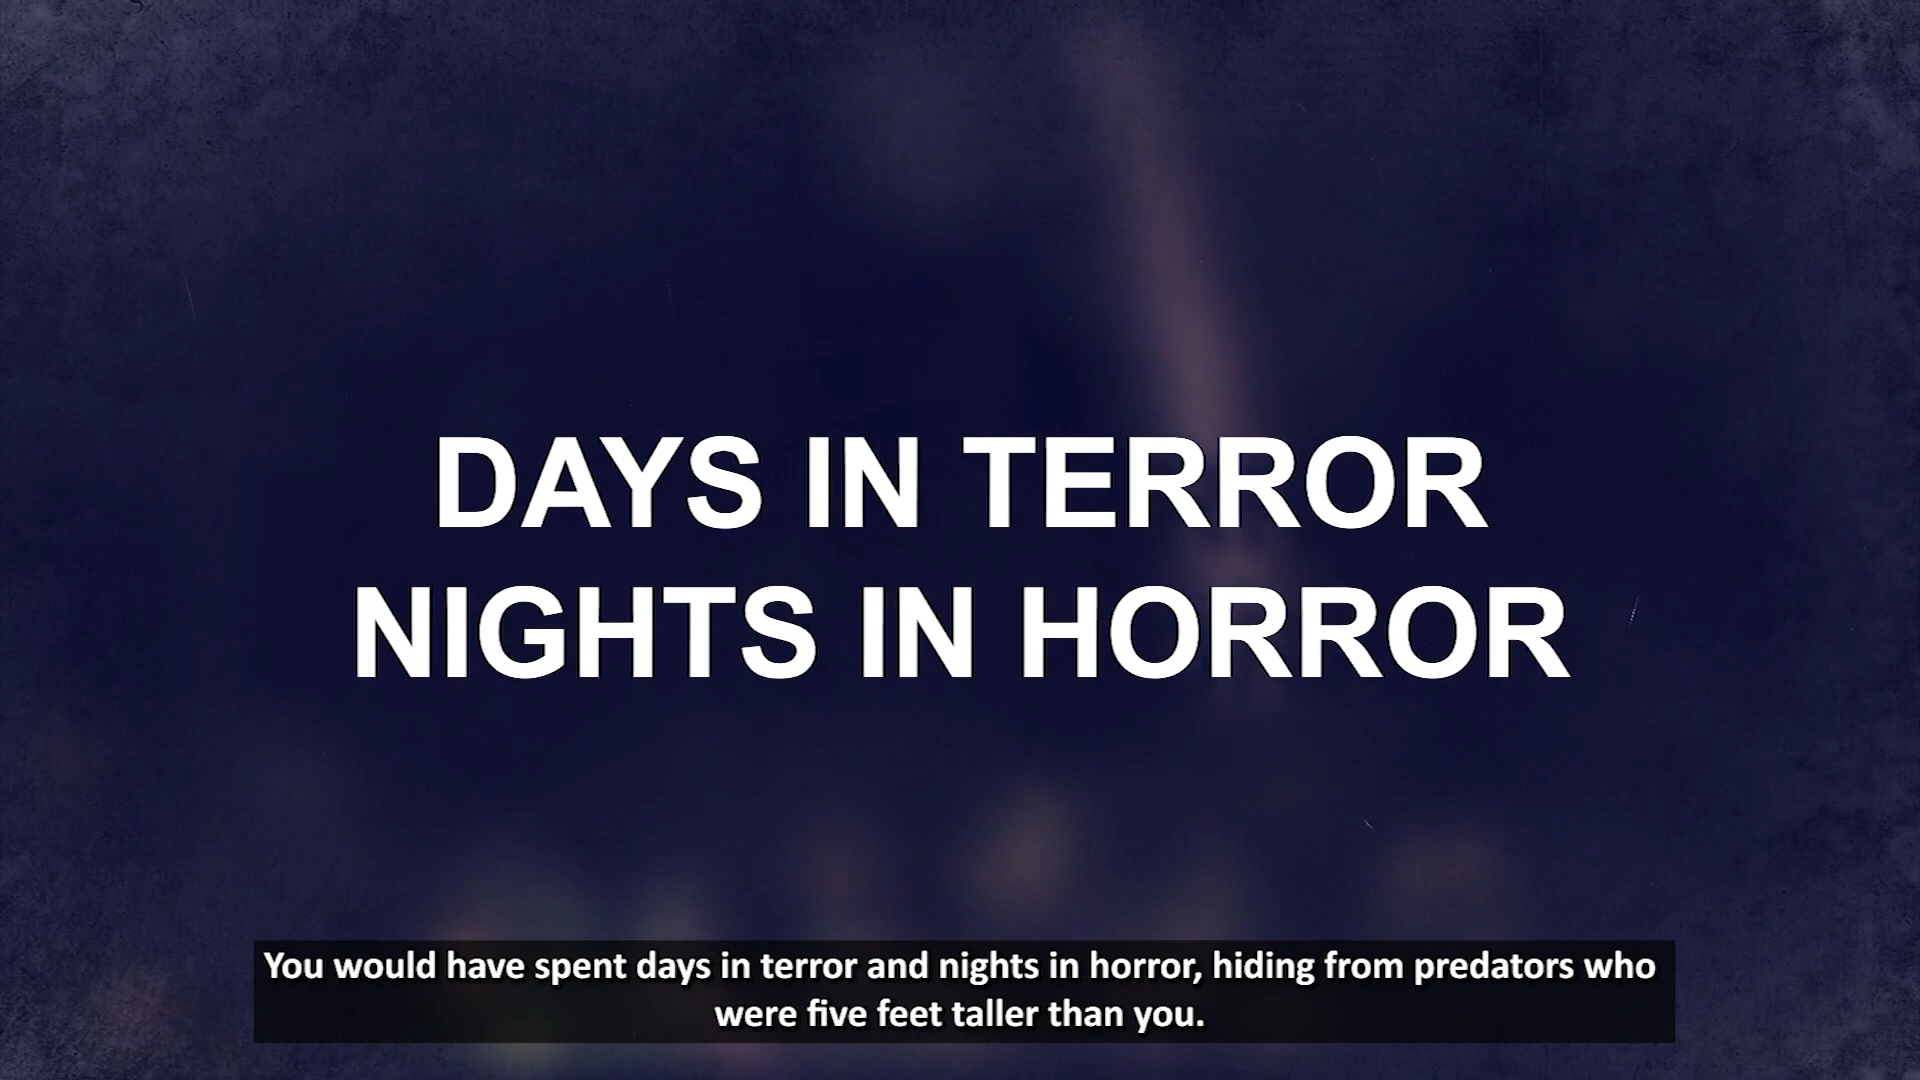 DAYS IN TERROR
NIGHTS IN HORROR
You would have spent days in terror and nights in horror, hiding from predators who
were five feet taller than you.